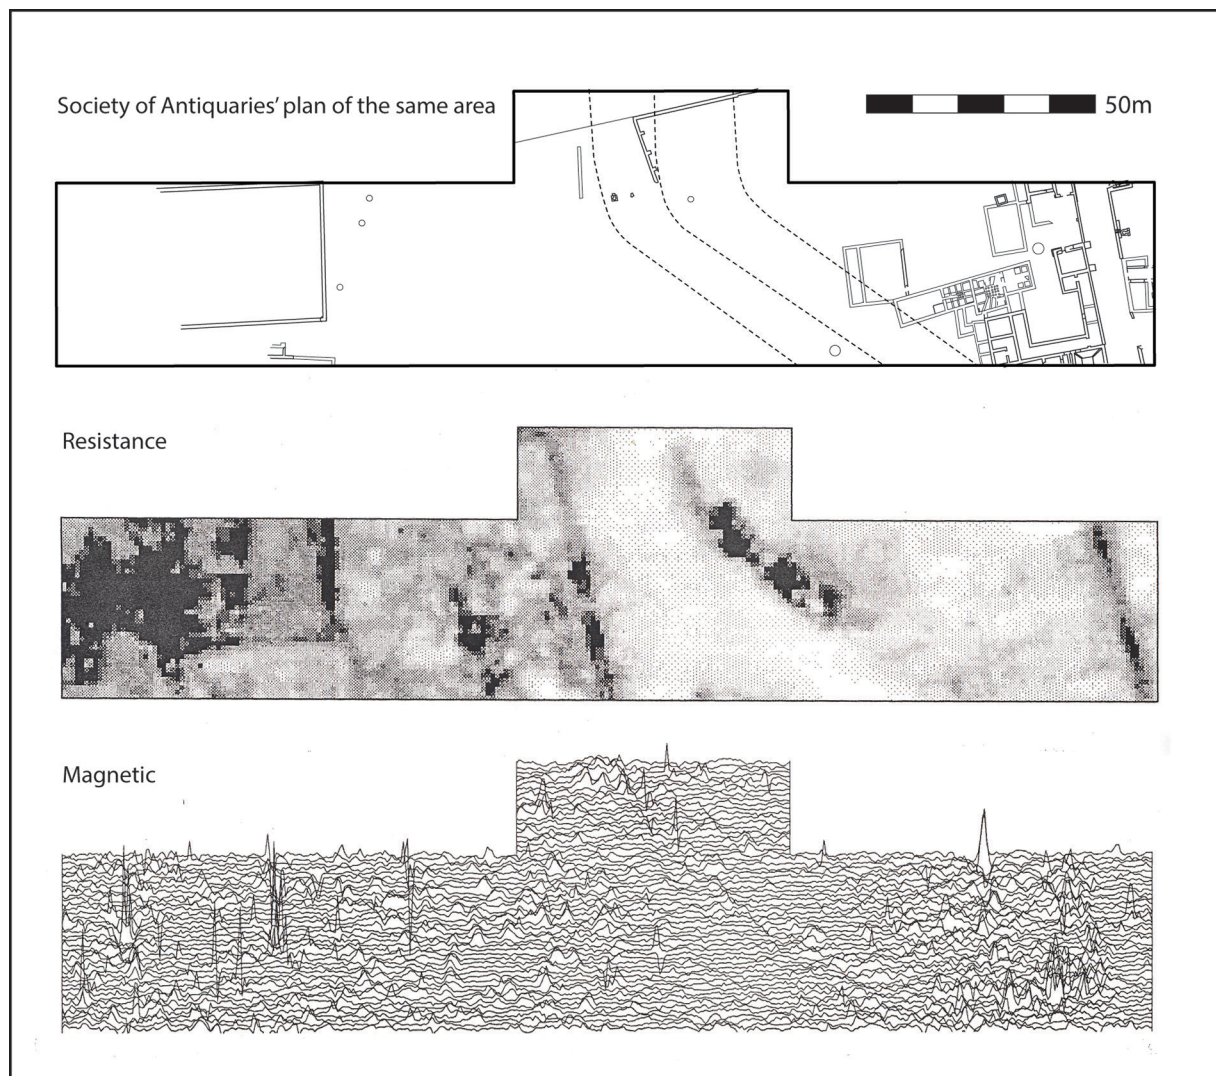 Society of Antiquaries' plan of the same area
50m
Resistance
Magnetic